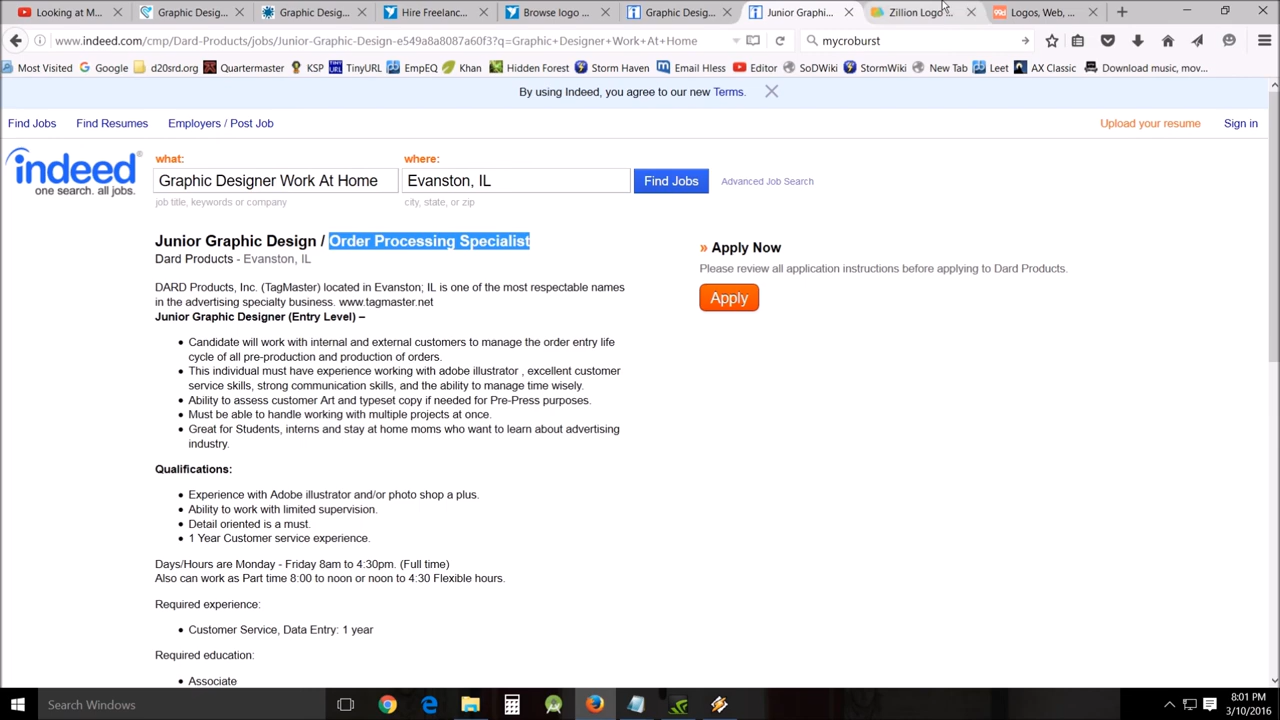 Looking at M...
Graphic Desig...
Graphic Desig...
Hire Freelanc...
Browse logo ...
Graphic Desig...
Junior Graphi...
Zillion Logo ...
Logos, Web, ...
www.indeed.com/cmp/Dard-Products/jobs/Junior-Graphic-Design-e549a8a8087a60f3?q=Graphic+Designer+Work+At+Home
mycroburst
Most Visited Google d20srd.org Quartermaster KSP TinyURL EmpEQ Khan Hidden Forest Storm Haven Email Hless Editor SoDWiki StormWiki New Tab Leet AX Classic Download music, mov...
By using Indeed, you agree to our new Terms.
Find Jobs Find Resumes Employers / Post Job Upload your resume Sign in
indeed
one search. all jobs.
what: where:
Graphic Designer Work At Home Evanston, IL Find Jobs Advanced Job Search
job title, keywords or company city, state, or zip
Junior Graphic Design / Order Processing Specialist
Dard Products - Evanston, IL
» Apply Now
Please review all application instructions before applying to Dard Products.
Apply
DARD Products, Inc. (TagMaster) located in Evanston; IL is one of the most respectable names
in the advertising specialty business. www.tagmaster.net
Junior Graphic Designer (Entry Level) –
• Candidate will work with internal and external customers to manage the order entry life
cycle of all pre-production and production of orders.
• This individual must have experience working with adobe illustrator , excellent customer
service skills, strong communication skills, and the ability to manage time wisely.
• Ability to assess customer Art and typeset copy if needed for Pre-Press purposes.
• Must be able to handle working with multiple projects at once.
• Great for Students, interns and stay at home moms who want to learn about advertising
industry.
Qualifications:
• Experience with Adobe illustrator and/or photo shop a plus.
• Ability to work with limited supervision.
• Detail oriented is a must.
• 1 Year Customer service experience.
Days/Hours are Monday - Friday 8am to 4:30pm. (Full time)
Also can work as Part time 8:00 to noon or noon to 4:30 Flexible hours.
Required experience:
• Customer Service, Data Entry: 1 year
Required education:
• Associate
Search Windows
8:01 PM
3/10/2016